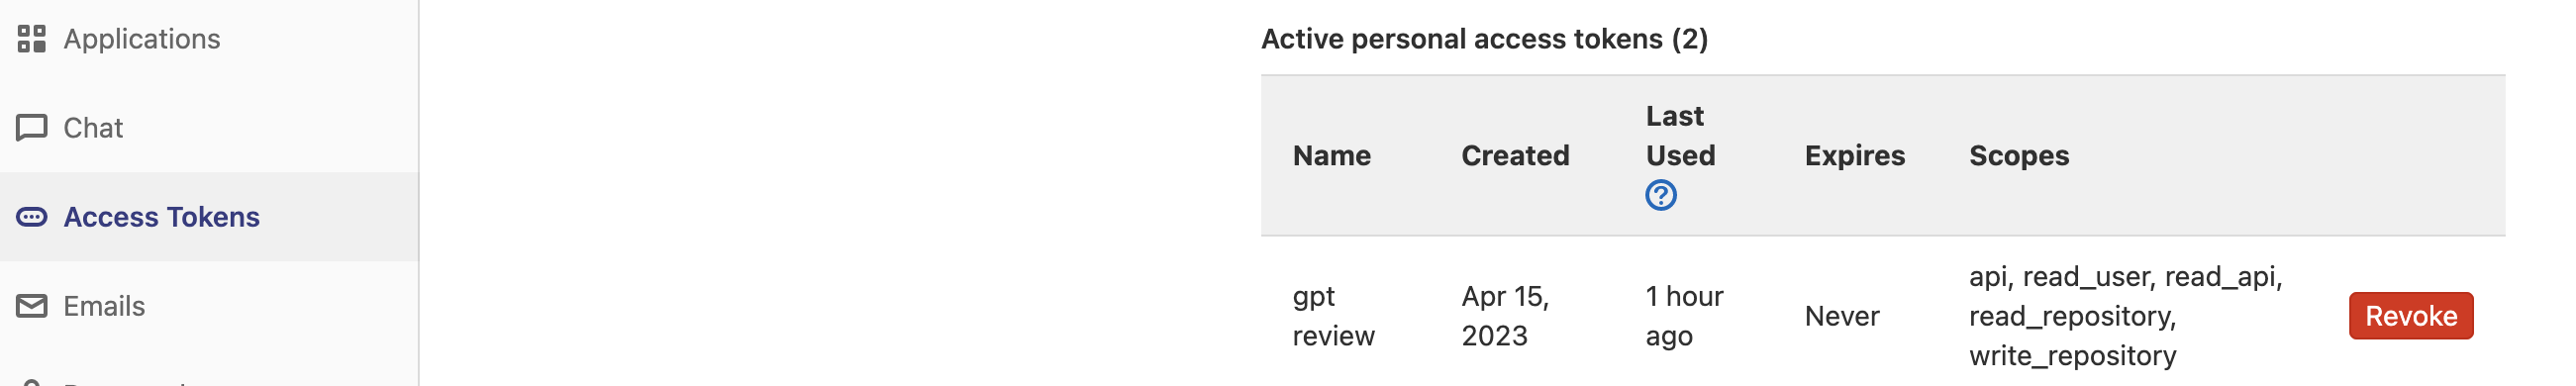 Applications
Chat
Access Tokens
Emails
Active personal access tokens (2)
Name
Created
Last
Used
Expires
Scopes
gpt
review
Apr 15,
2023
1 hour
ago
Never
api, read_user, read_api,
read_repository,
write_repository
Revoke